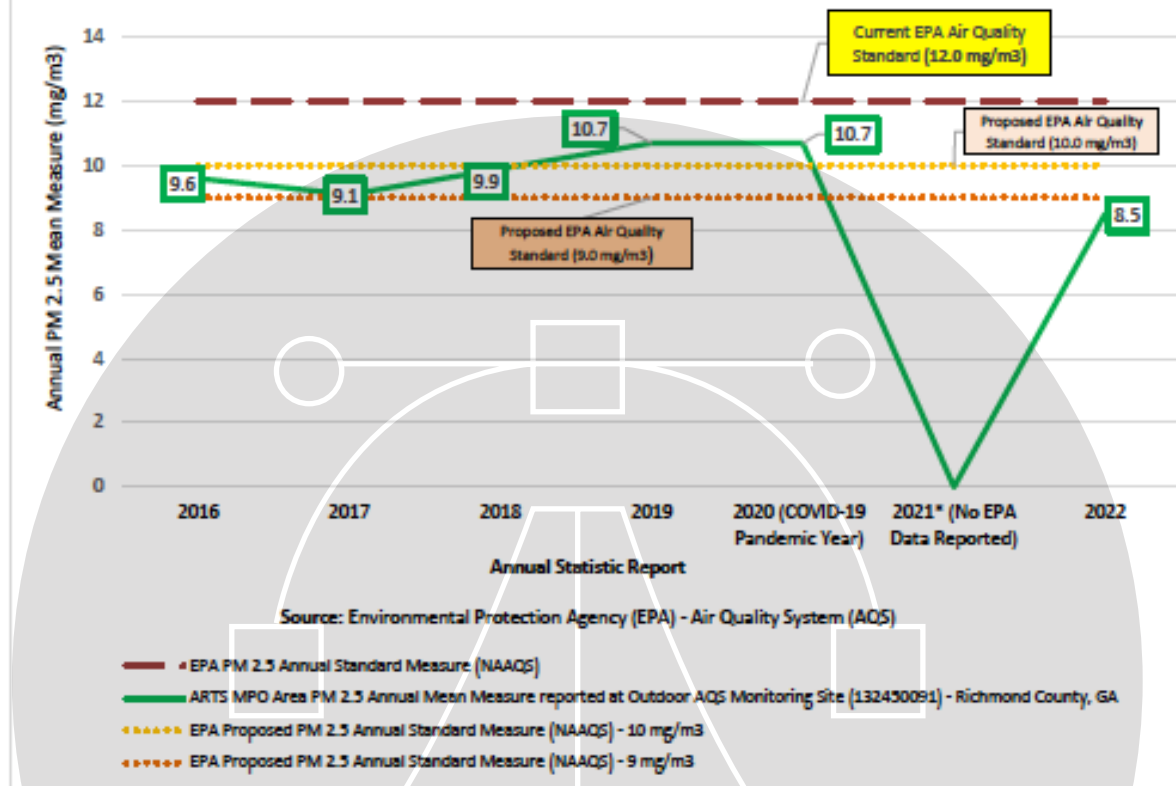 Annual PM 2.5 Mean Measure (mg/m3)
14
12
10
8
6
4
2
0
Current EPA Air Quality
Standard (12.0 mg/m3)
Proposed EPA Air Quality
Standard (10.0 mg/m3)
Proposed EPA Air Quality
Standard (9.0 mg/m3)
9.6
9.1
9.9
10.7
10.7
8.5
2016
2017
2018
2019
2020 (COVID-19
Pandemic Year)
2021* (No EPA
Data Reported)
2022
Annual Statistic Report
Source: Environmental Protection Agency (EPA) - Air Quality System (AQS)
EPA PM 2.5 Annual Standard Measure (NAAQS)
ARTS MPO Area PM 2.5 Annual Mean Measure reported at Outdoor AQS Monitoring Site (132450091) - Richmond County, GA
EPA Proposed PM 2.5 Annual Standard Measure (NAAQS) - 10 mg/m3
EPA Proposed PM 2.5 Annual Standard Measure (NAAQS) - 9 mg/m3